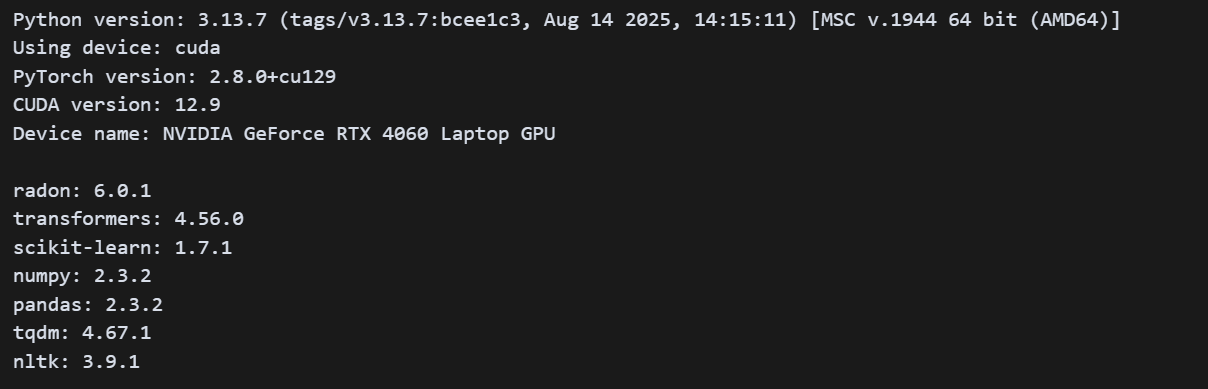 Python version: 3.13.7 (tags/v3.13.7:bcee1c3, Aug 14 2025, 14:15:11) [MSC v.1944 64 bit (AMD64)]
Using device: cuda
PyTorch version: 2.8.0+cu129
CUDA version: 12.9
Device name: NVIDIA GeForce RTX 4060 Laptop GPU
radon: 6.0.1
transformers: 4.56.0
scikit-learn: 1.7.1
numpy: 2.3.2
pandas: 2.3.2
tqdm: 4.67.1
nltk: 3.9.1